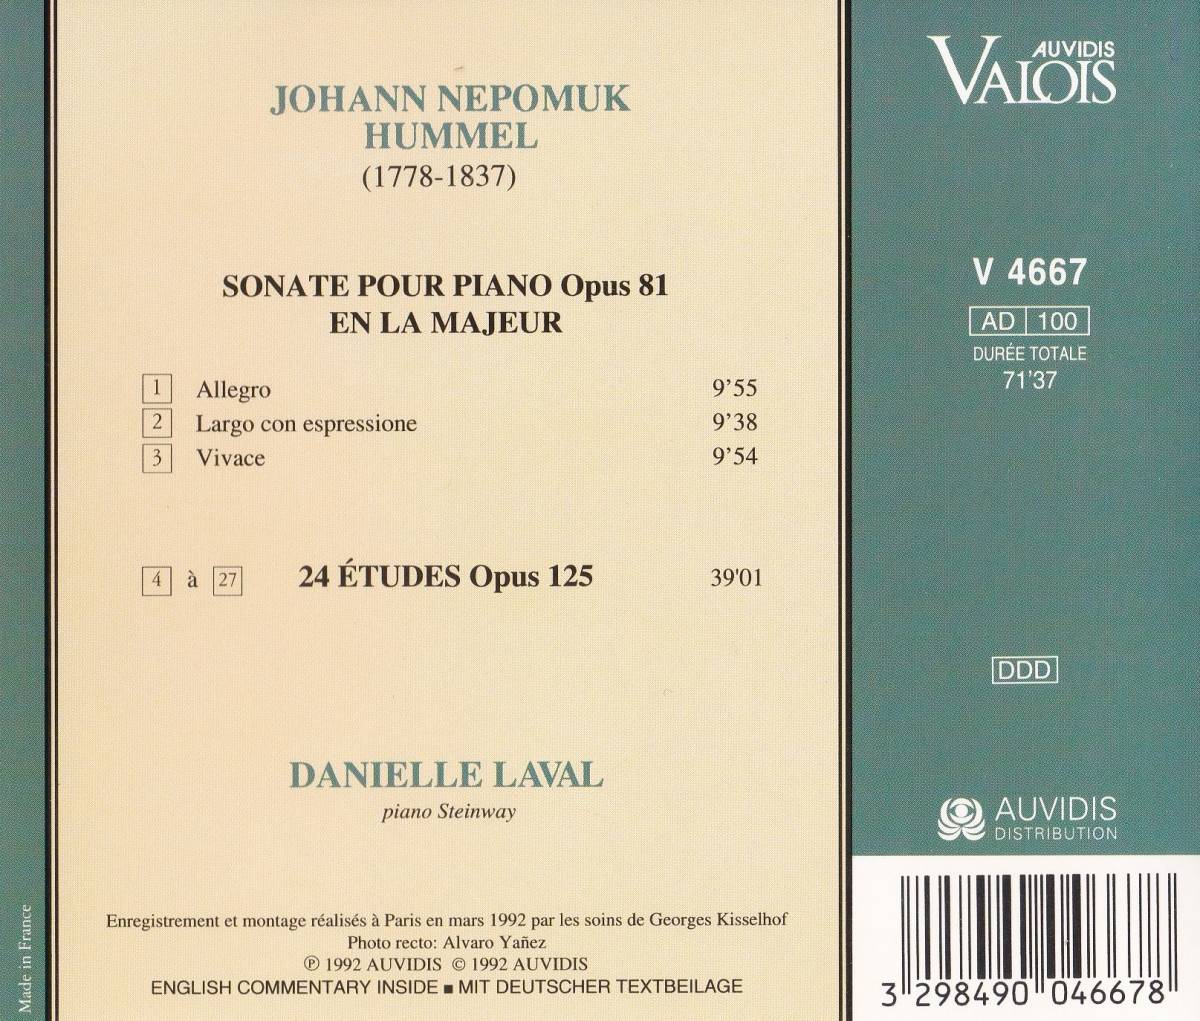 JOHANN NEPOMUK
HUMMEL
(1778-1837)
SONATE POUR PIANO Opus 81
EN LA MAJEUR
1 Allegro 9’55
2 Largo con espressione 9’38
3 Vivace 9’54
4 à 27 24 ÉTUDES Opus 125 39'01
DANIELLE LAVAL
piano Steinway
Enregistrement et montage réalisés à Paris en mars 1992 par les soins de Georges Kisselhof
Photo recto: Alvaro Yañez
℗ 1992 AUVIDIS © 1992 AUVIDIS
ENGLISH COMMENTARY INSIDE ■ MIT DEUTSCHER TEXTBEILAGE
Made in France
AUVIDIS
VALOIS
V 4667
AD 100
DURÉE TOTALE
71’37
DDD
AUVIDIS
DISTRIBUTION
3 298490 046678